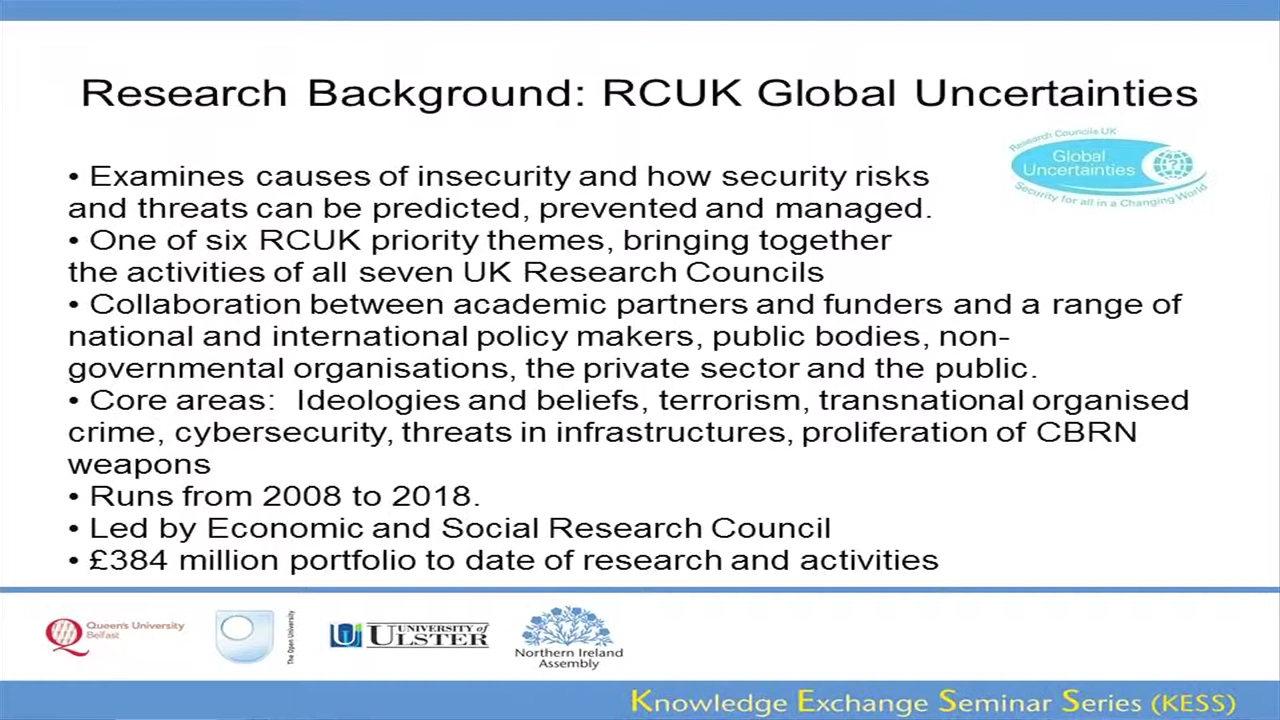 Research Background: RCUK Global Uncertainties
Research Councils UK
Global
Uncertainties
Security for all in a Changing World
• Examines causes of insecurity and how security risks
and threats can be predicted, prevented and managed.
• One of six RCUK priority themes, bringing together
the activities of all seven UK Research Councils
• Collaboration between academic partners and funders and a range of
national and international policy makers, public bodies, non-
governmental organisations, the private sector and the public.
• Core areas:  Ideologies and beliefs, terrorism, transnational organised
crime, cybersecurity, threats in infrastructures, proliferation of CBRN
weapons
• Runs from 2008 to 2018.
• Led by Economic and Social Research Council
• £384 million portfolio to date of research and activities
Queen's University
Belfast
The Open University
UNIVERSITY of
ULSTER
Northern Ireland
Assembly
Knowledge Exchange Seminar Series (KESS)